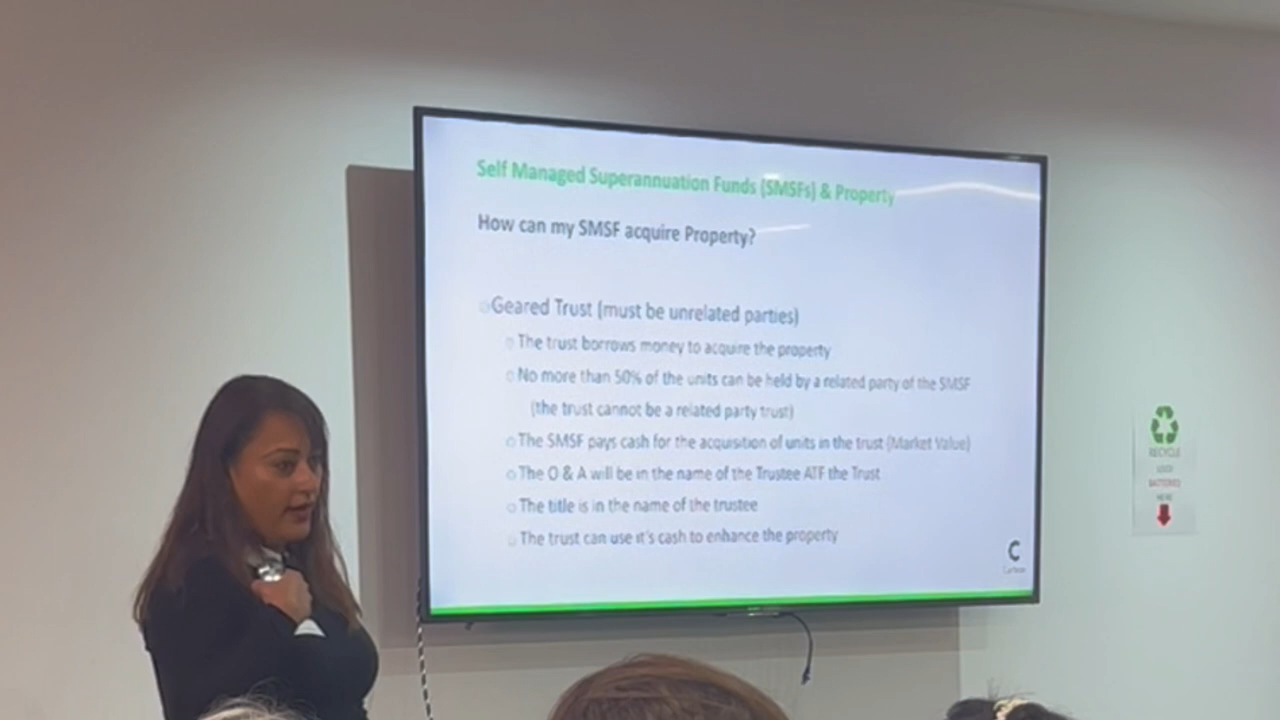 Self Managed Superannuation Funds (SMSFs) & Property
How can my SMSF acquire Property?
Geared Trust (must be unrelated parties)
The trust borrows money to acquire the property
No more than 50% of the units can be held by a related party of the SMSF
(the trust cannot be a related party trust)
The SMSF pays cash for the acquisition of units in the trust (Market Value)
The O & A will be in the name of the Trustee ATF the Trust
The title is in the name of the trustee
The trust can use it's cash to enhance the property
C
RECYCLE
BATTERIES
HERE